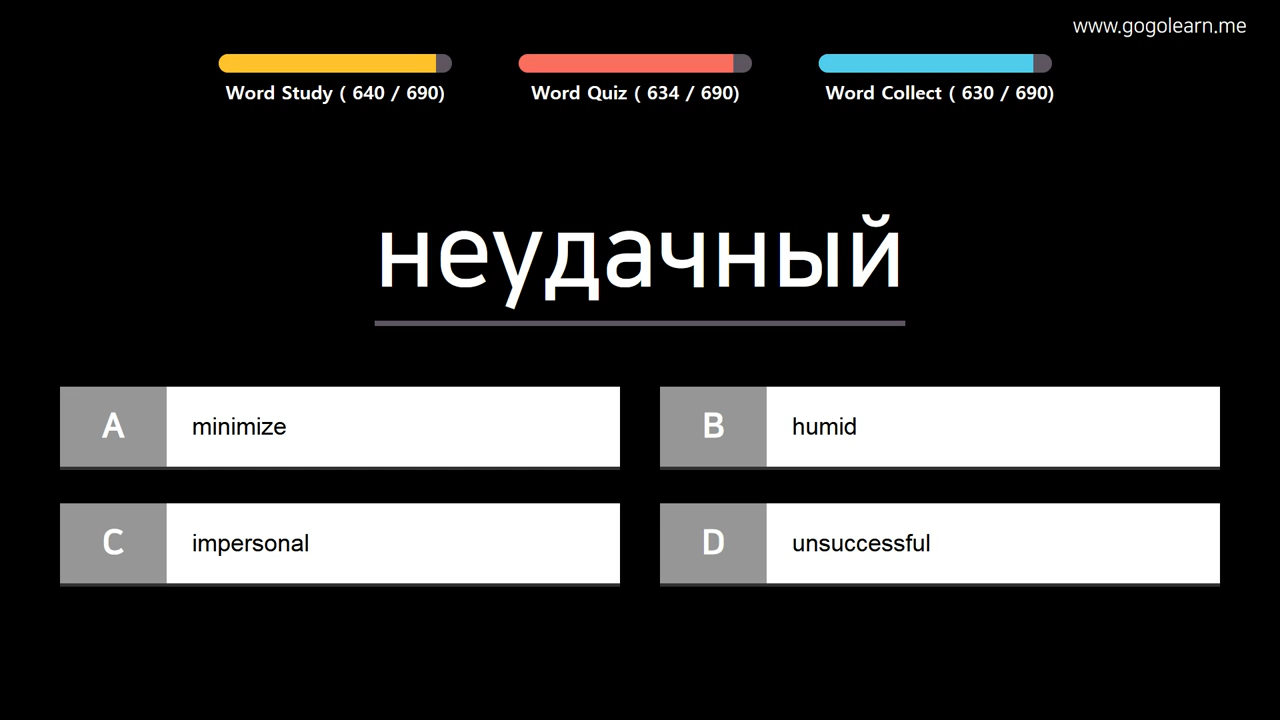 www.gogolearn.me
Word Study ( 640 / 690)
Word Quiz ( 634 / 690)
Word Collect ( 630 / 690)
неудачный
A minimize
B humid
C impersonal
D unsuccessful